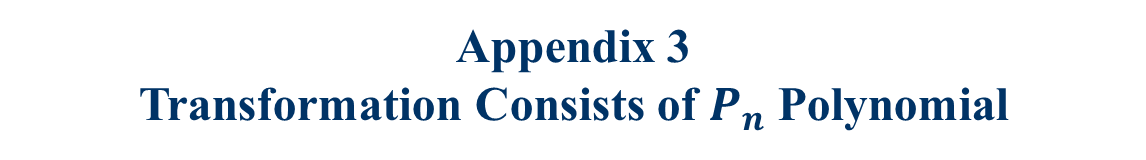 Appendix 3
Transformation Consists of Pₙ Polynomial